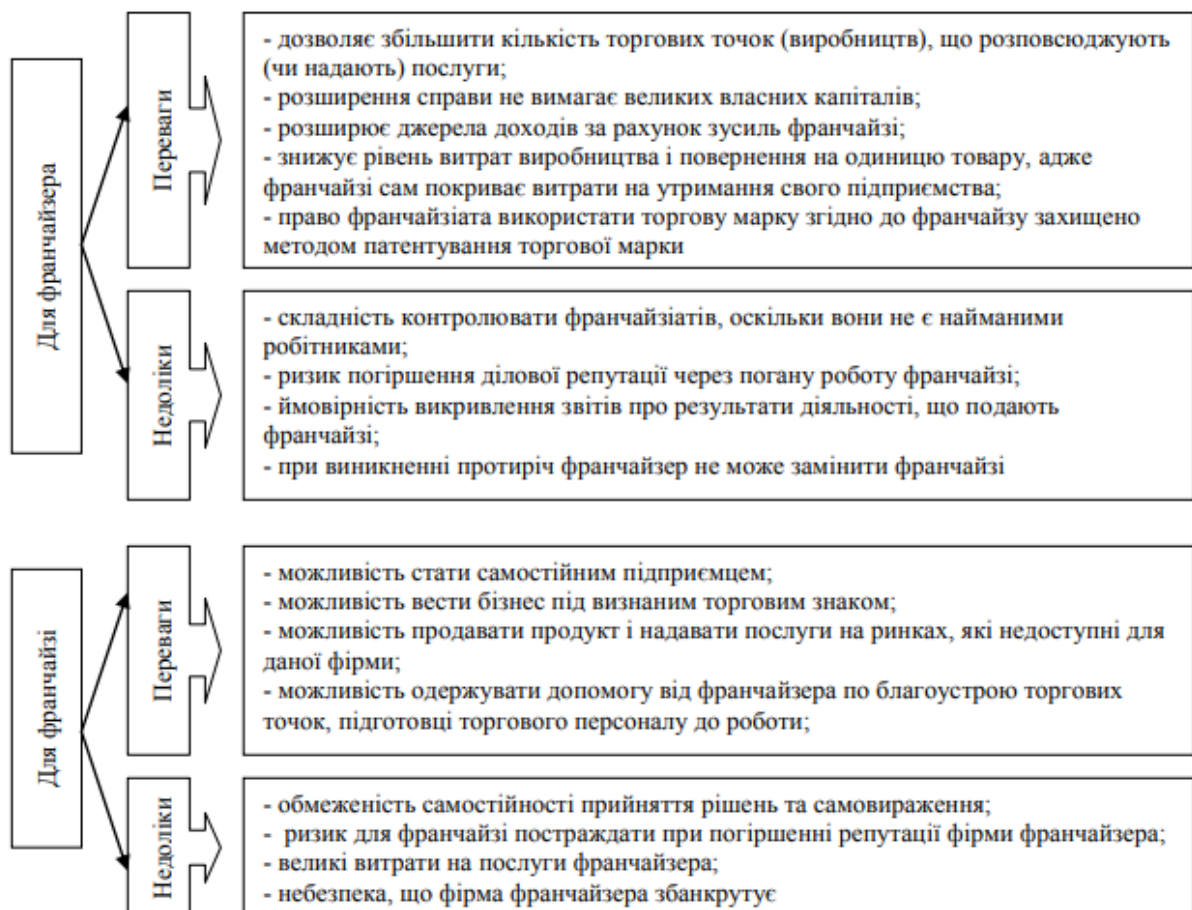 Для франчайзера
Переваги
- дозволяє збільшити кількість торгових точок (виробництв), що розповсюджують
(чи надають) послуги;
- розширення справи не вимагає великих власних капіталів;
- розширює джерела доходів за рахунок зусиль франчайзі;
- знижує рівень витрат виробництва і повернення на одиницю товару, адже
франчайзі сам покриває витрати на утримання свого підприємства;
- право франчайзіата використати торгову марку згідно до франчайзу захищено
методом патентування торгової марки
Недоліки
- складність контролювати франчайзіатів, оскільки вони не є найманими
робітниками;
- ризик погіршення ділової репутації через погану роботу франчайзі;
- ймовірність викривлення звітів про результати діяльності, що подають
франчайзі;
- при виникненні протиріч франчайзер не може замінити франчайзі
Для франчайзі
Переваги
- можливість стати самостійним підприємцем;
- можливість вести бізнес під визнаним торговим знаком;
- можливість продавати продукт і надавати послуги на ринках, які недоступні для
даної фірми;
- можливість одержувати допомогу від франчайзера по благоустрою торгових
точок, підготовці торгового персоналу до роботи;
Недоліки
- обмеженість самостійності прийняття рішень та самовираження;
- ризик для франчайзі постраждати при погіршенні репутації фірми франчайзера;
- великі витрати на послуги франчайзера;
- небезпека, що фірма франчайзера збанкрутує